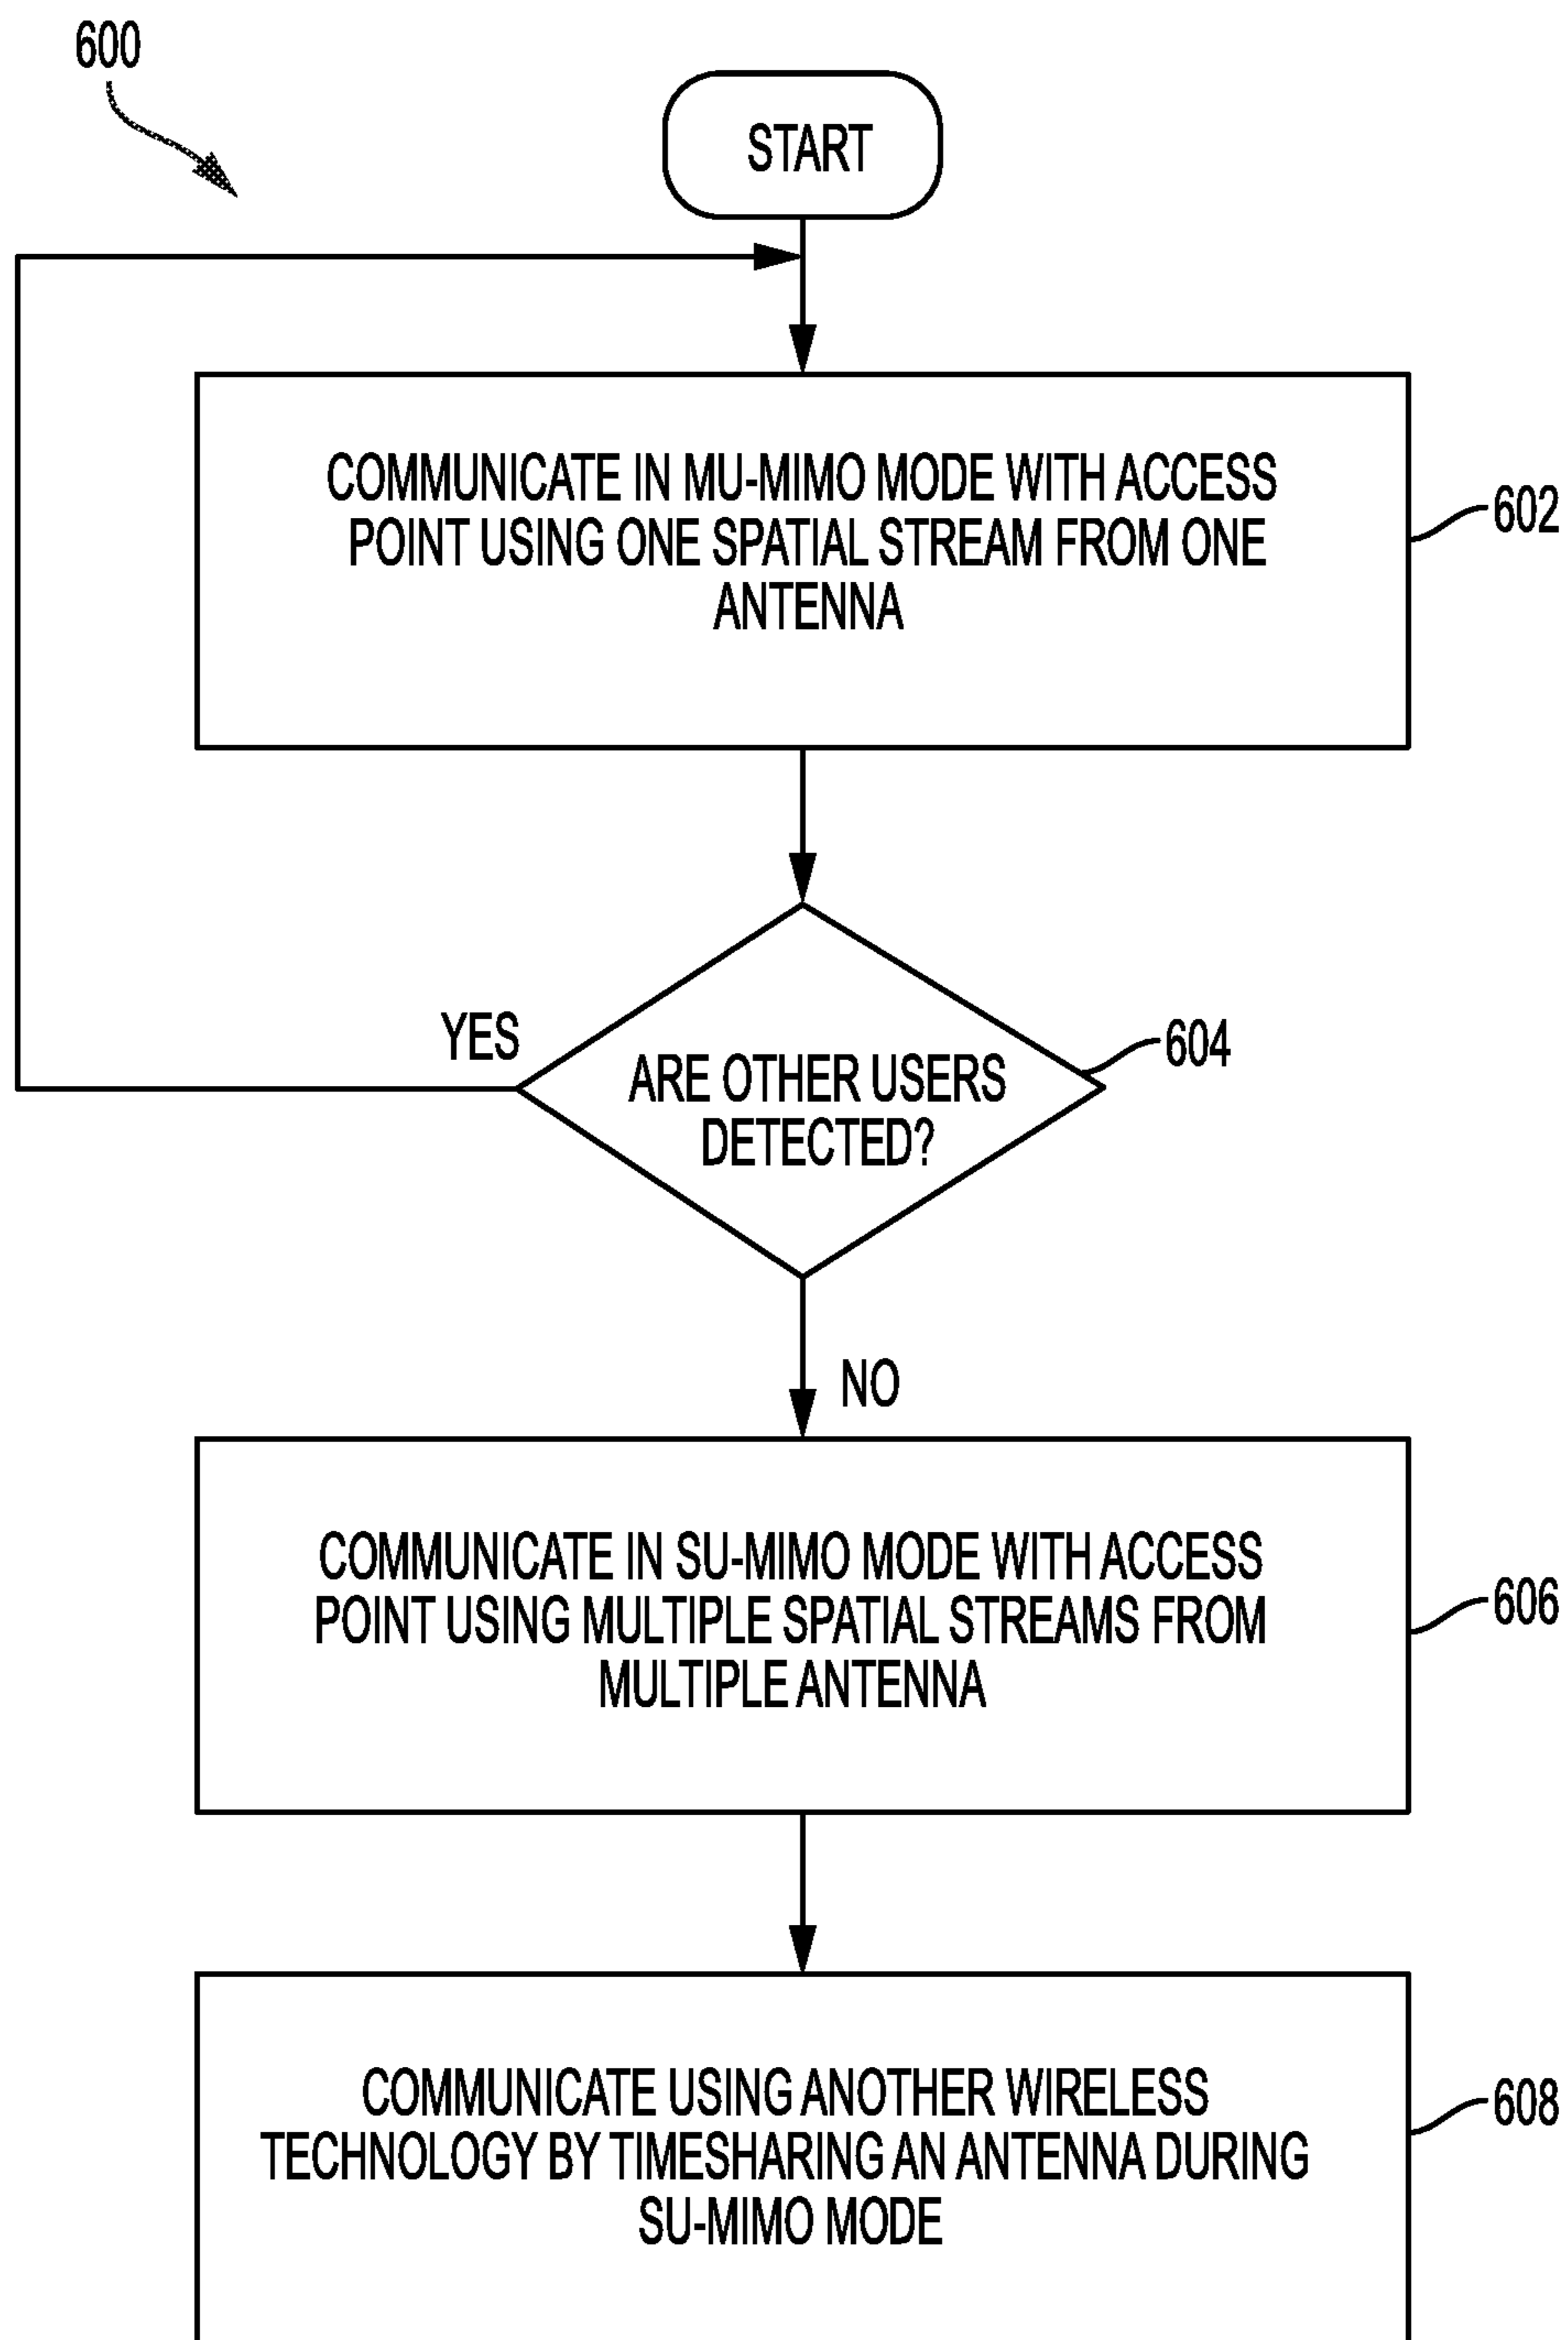 600
START
COMMUNICATE IN MU-MIMO MODE WITH ACCESS
POINT USING ONE SPATIAL STREAM FROM ONE
ANTENNA
602
YES
ARE OTHER USERS
DETECTED?
604
NO
COMMUNICATE IN SU-MIMO MODE WITH ACCESS
POINT USING MULTIPLE SPATIAL STREAMS FROM
MULTIPLE ANTENNA
606
COMMUNICATE USING ANOTHER WIRELESS
TECHNOLOGY BY TIMESHARING AN ANTENNA DURING
SU-MIMO MODE
608